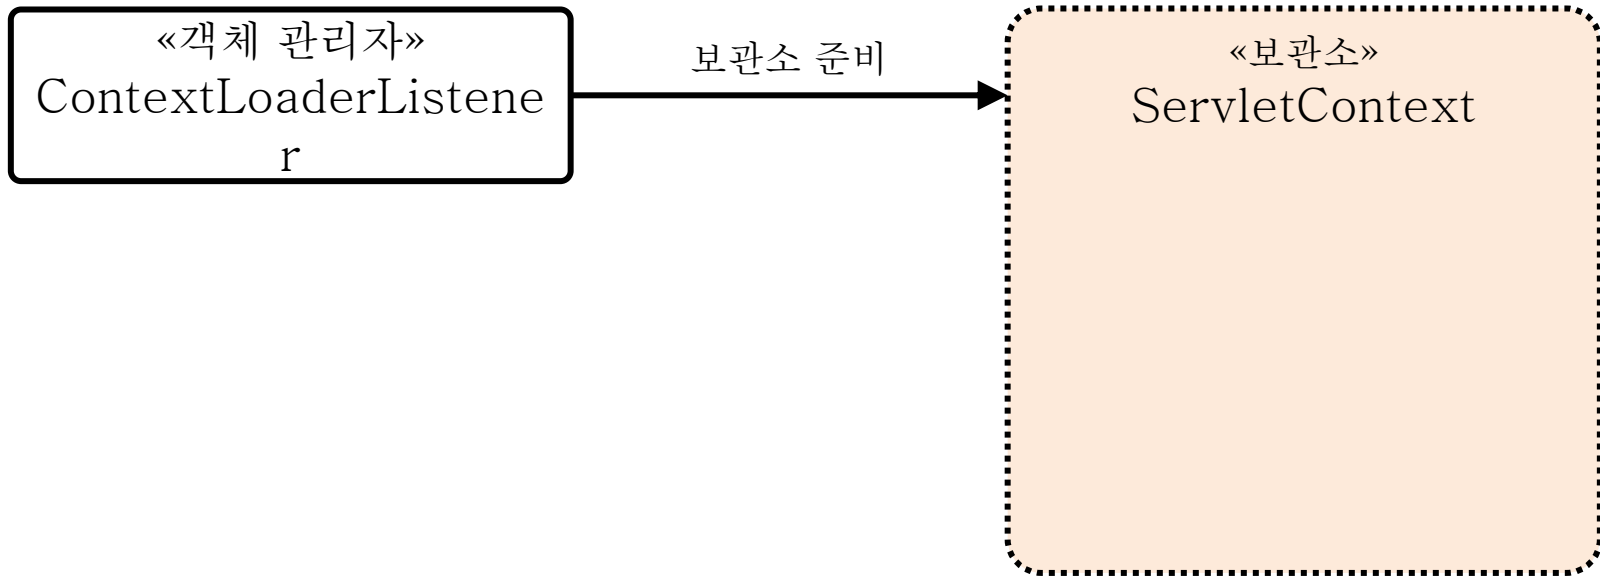 «객체 관리자»
ContextLoaderListene
r
보관소 준비
«보관소»
ServletContext